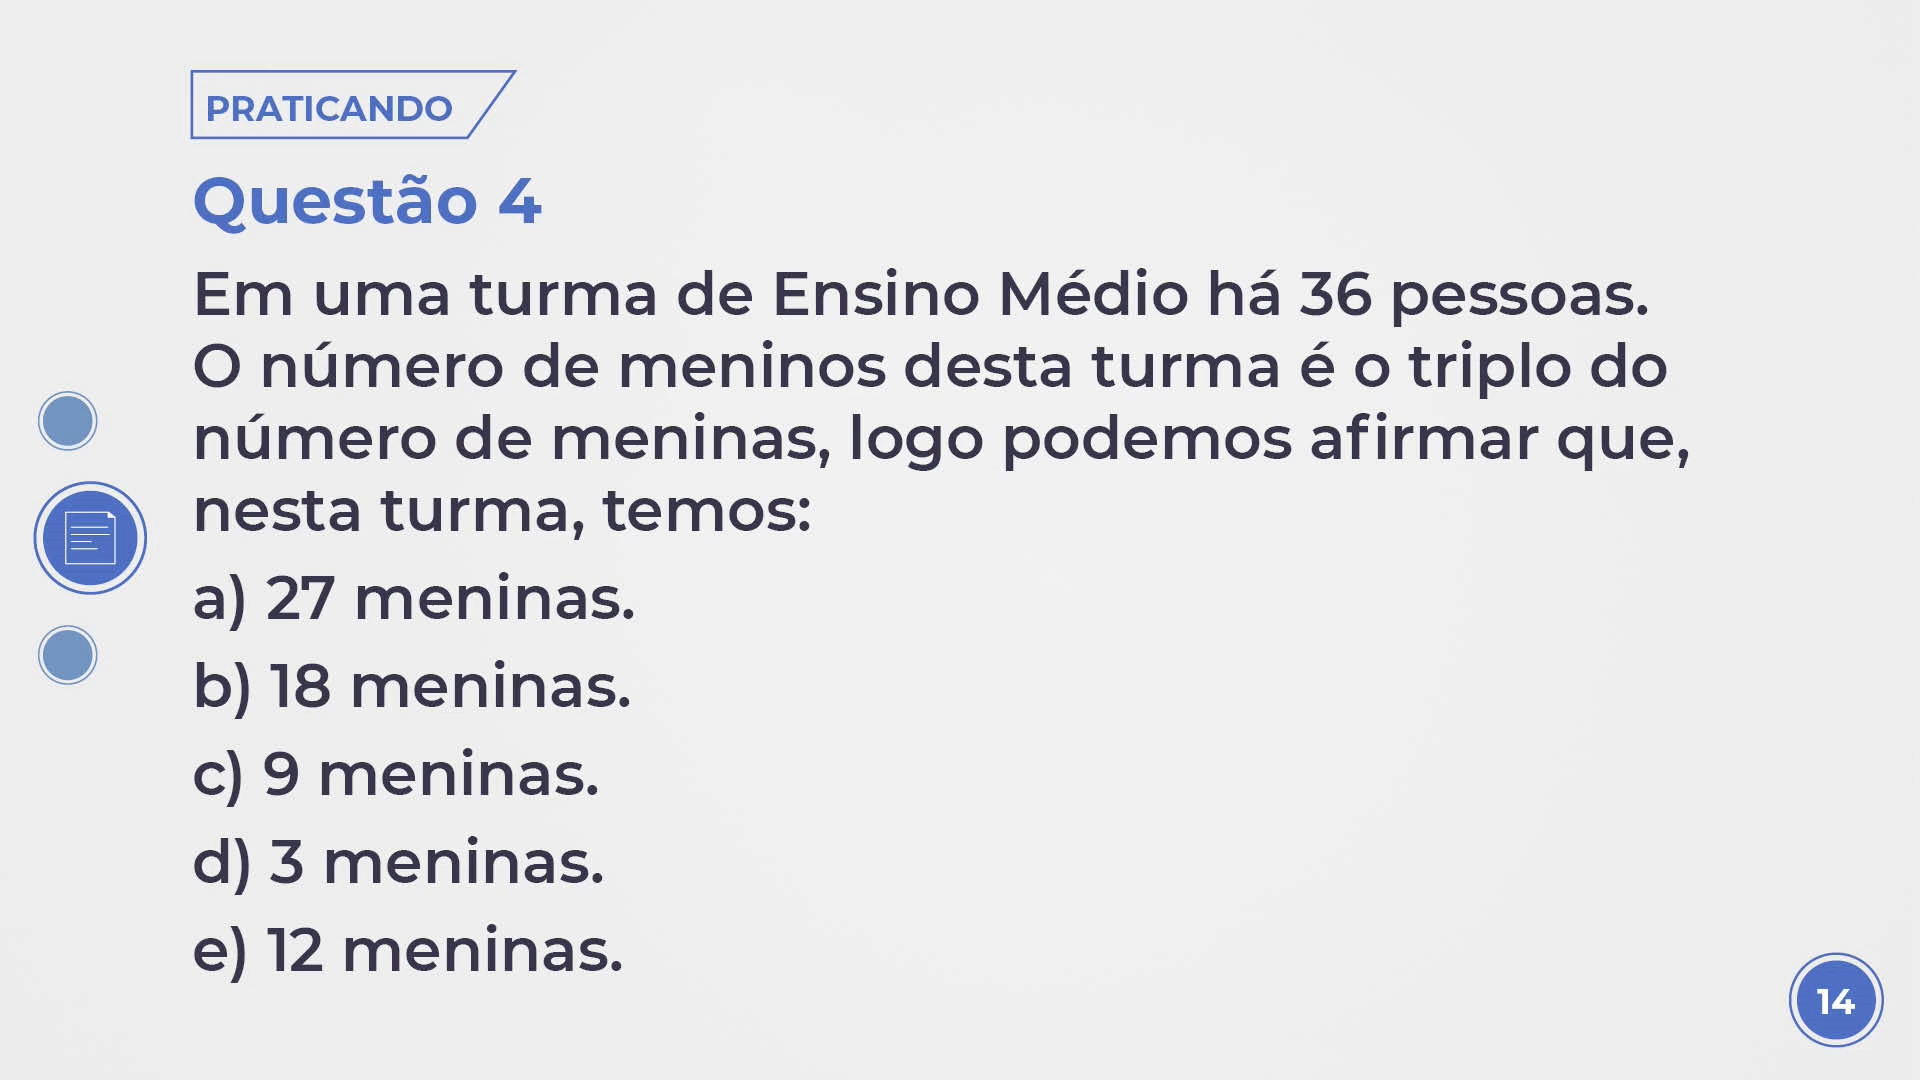 PRATICANDO
Questão 4
Em uma turma de Ensino Médio há 36 pessoas.
O número de meninos desta turma é o triplo do
número de meninas, logo podemos afirmar que,
nesta turma, temos:
a) 27 meninas.
b) 18 meninas.
c) 9 meninas.
d) 3 meninas.
e) 12 meninas.
14